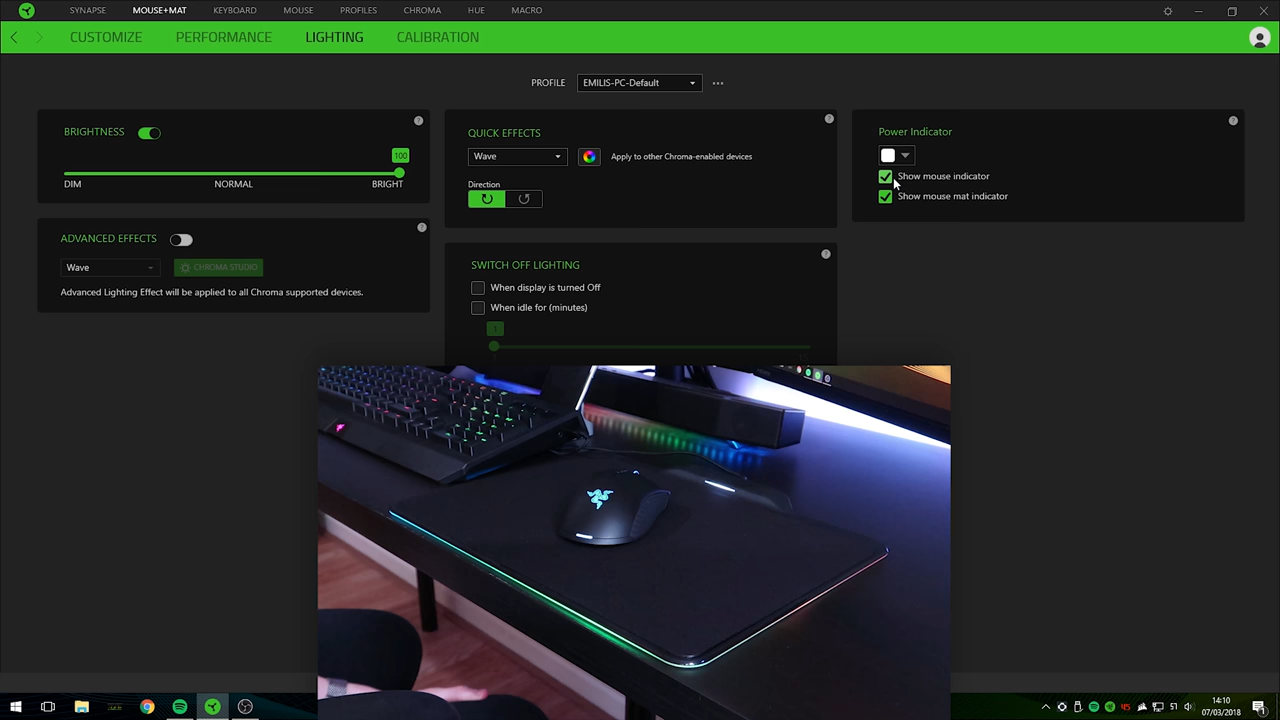 SYNAPSE MOUSE+MAT KEYBOARD MOUSE PROFILES CHROMA HUE MACRO
CUSTOMIZE PERFORMANCE LIGHTING CALIBRATION
PROFILE EMILIS-PC-Default
BRIGHTNESS
100
DIM NORMAL BRIGHT
ADVANCED EFFECTS
Wave CHROMA STUDIO
Advanced Lighting Effect will be applied to all Chroma supported devices.
QUICK EFFECTS
Wave Apply to other Chroma-enabled devices
Direction
SWITCH OFF LIGHTING
When display is turned Off
When idle for (minutes)
1
Power Indicator
Show mouse indicator
Show mouse mat indicator
45 51 14:10
07/03/2018